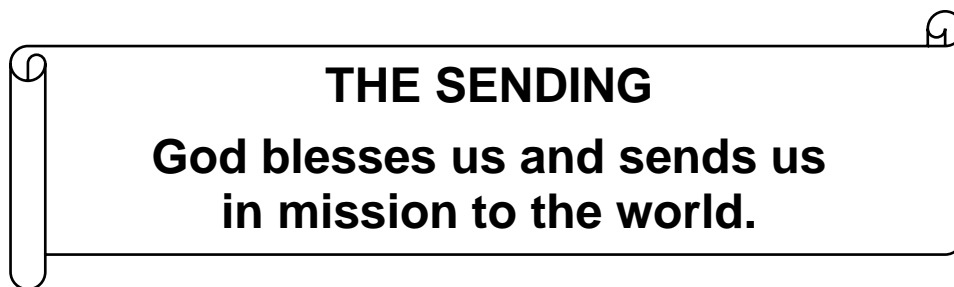 THE SENDING
God blesses us and sends us
in mission to the world.